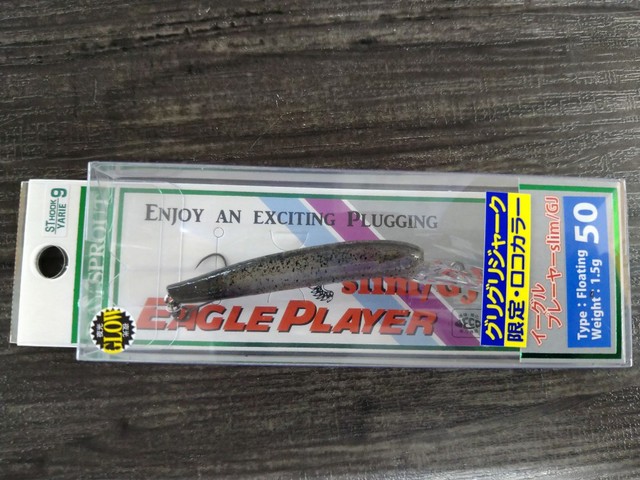 ST HOOK 9
YARIE
ENJOY AN EXCITING PLUGGING
slim/GJ
EAGLE PLAYER
GLOW
グリグリジャーク
限定・ロコカラー
イーグル
プレーヤーslim/GJ
50
Type : Floating
Weight : 1.5g